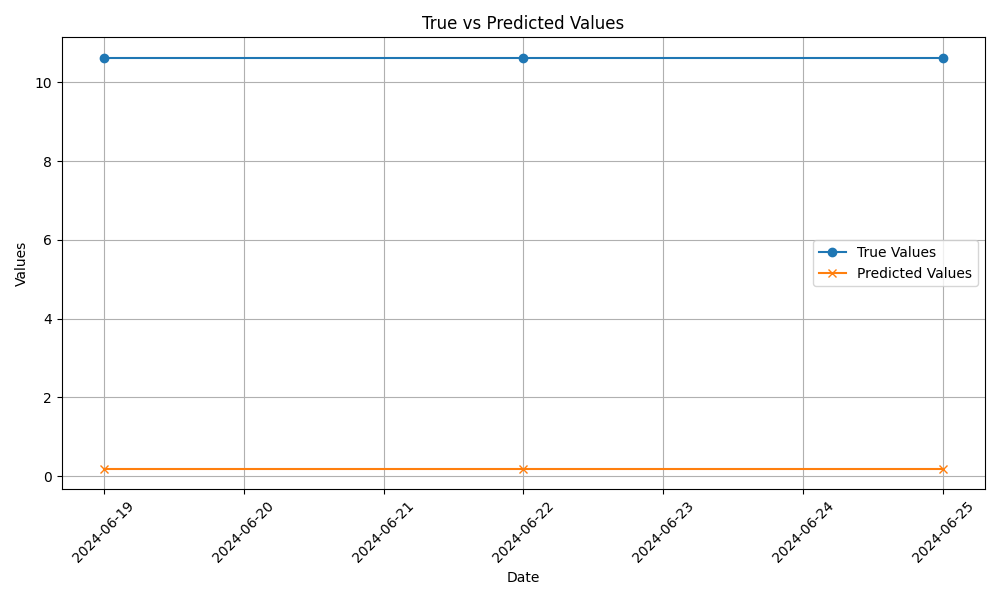 True vs Predicted Values
Values
10
8
6
4
2
0
True Values
Predicted Values
2024-06-19
2024-06-20
2024-06-21
2024-06-22
2024-06-23
2024-06-24
2024-06-25
Date